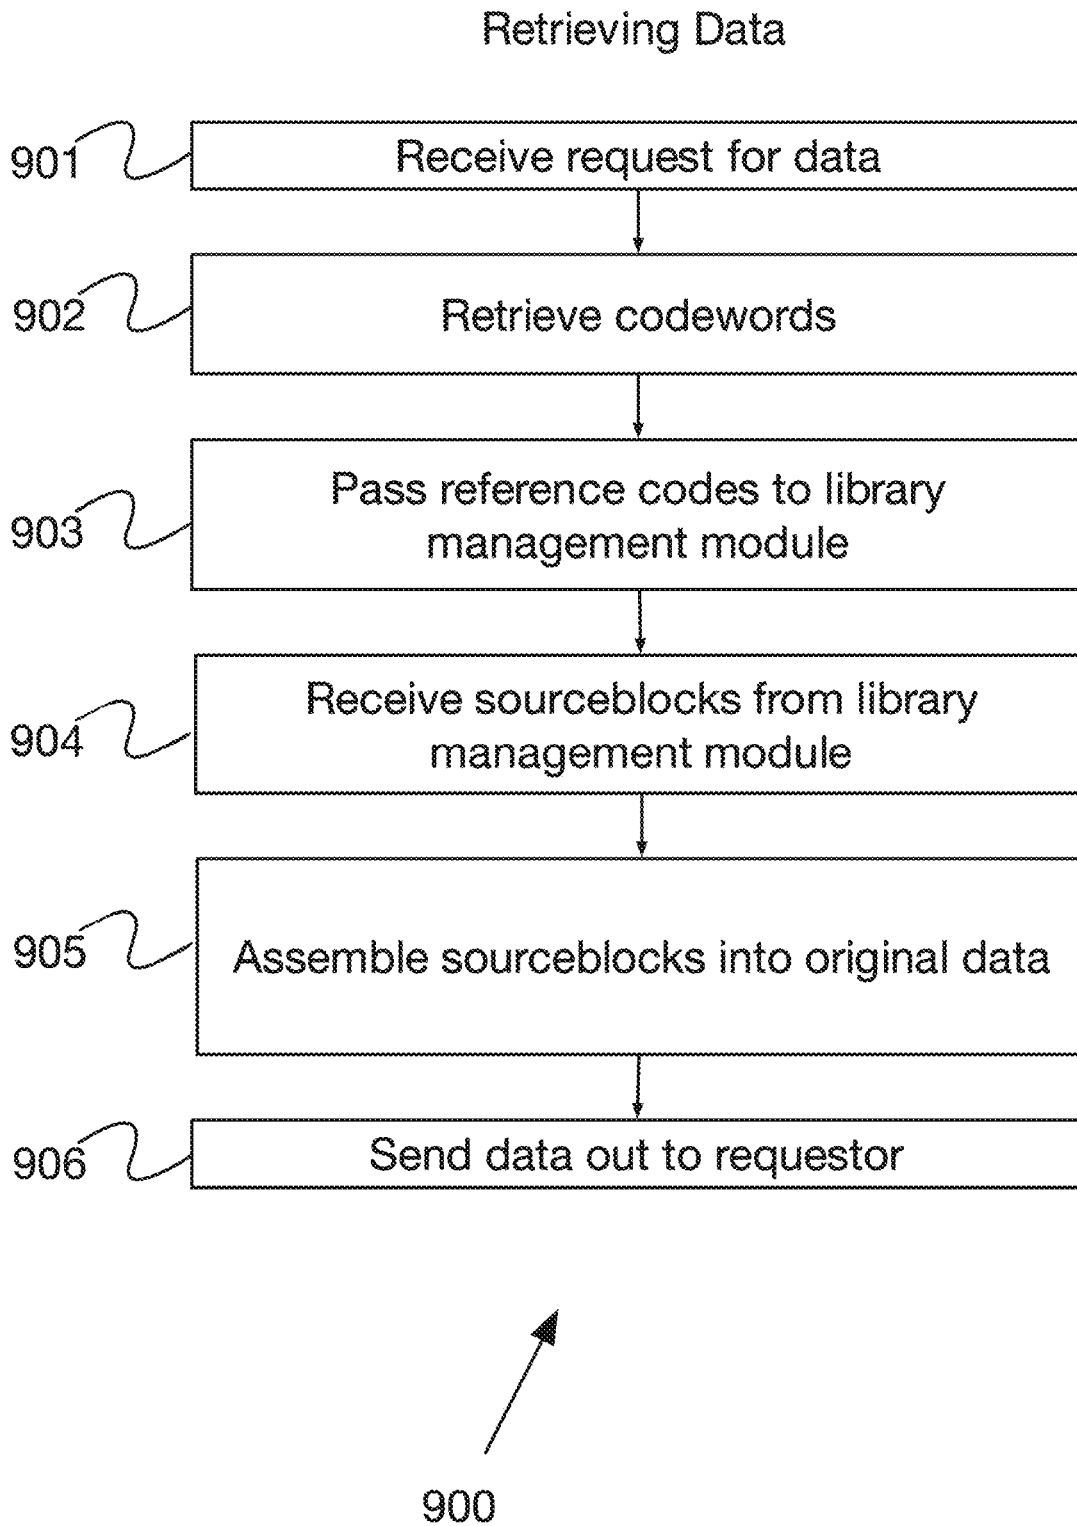 Retrieving Data
901
Receive request for data
902
Retrieve codewords
903
Pass reference codes to library
management module
904
Receive sourceblocks from library
management module
905
Assemble sourceblocks into original data
906
Send data out to requestor
900